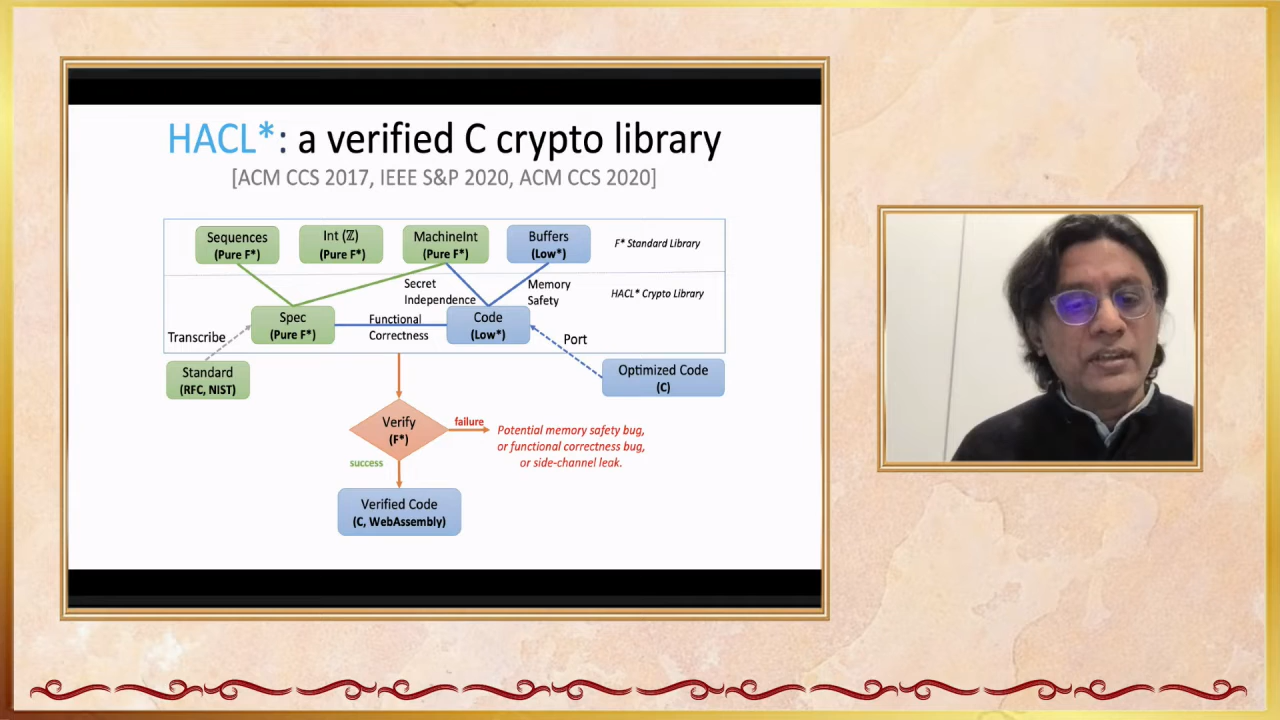 HACL*: a verified C crypto library
[ACM CCS 2017, IEEE S&P 2020, ACM CCS 2020]
Sequences
(Pure F*)
Int (ℤ)
(Pure F*)
MachineInt
(Pure F*)
Buffers
(Low*)
F* Standard Library
Secret
Independence
Memory
Safety
HACL* Crypto Library
Spec
(Pure F*)
Functional
Correctness
Code
(Low*)
Transcribe
Port
Standard
(RFC, NIST)
Optimized Code
(C)
Verify
(F*)
failure
Potential memory safety bug,
or functional correctness bug,
or side-channel leak.
success
Verified Code
(C, WebAssembly)